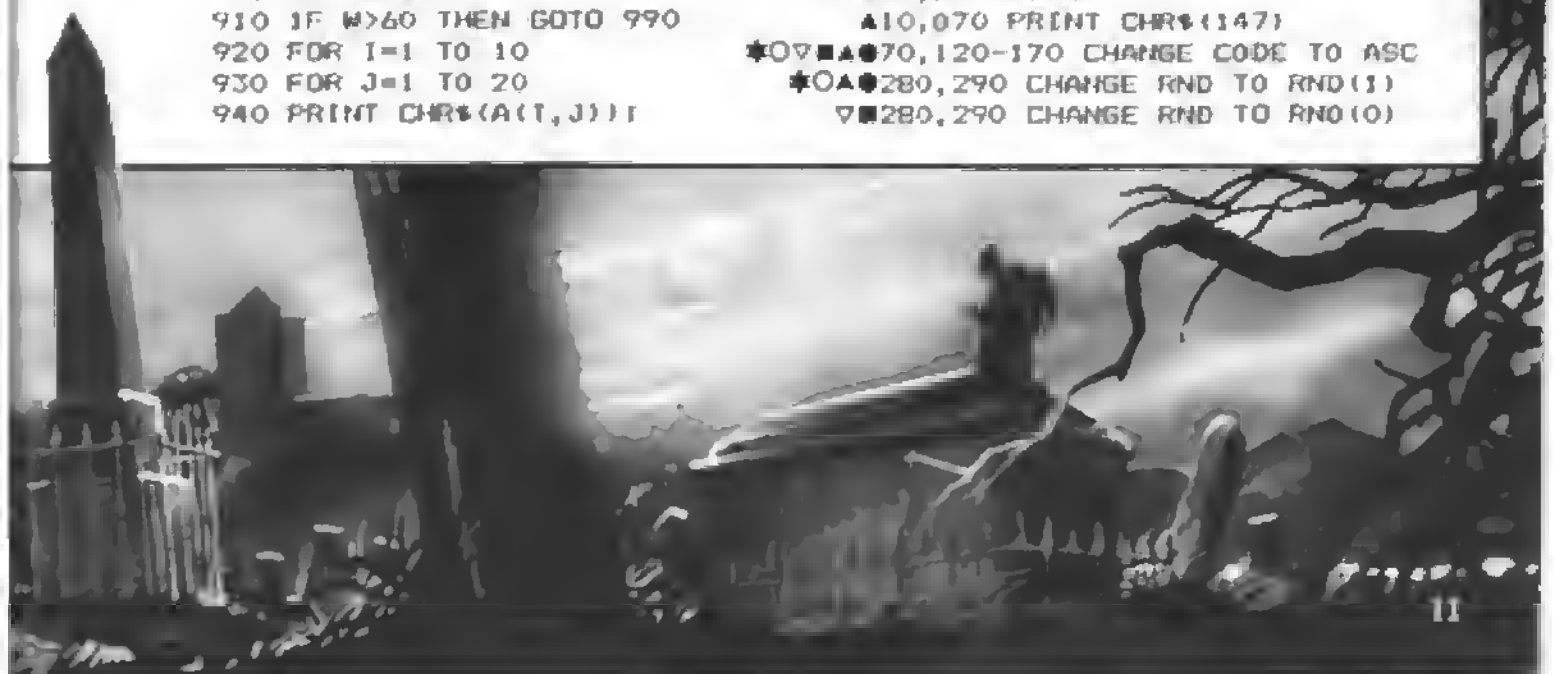 910 IF W>60 THEN GOTO 990
920 FOR I=1 TO 10
930 FOR J=1 TO 20
940 PRINT CHR$(A(I,J));
▲10,070 PRINT CHR$(147)
✱○▽■▲●70,120-170 CHANGE CODE TO ASC
✱○▲●280,290 CHANGE RND TO RND(1)
▽■280,290 CHANGE RND TO RND(0)
11